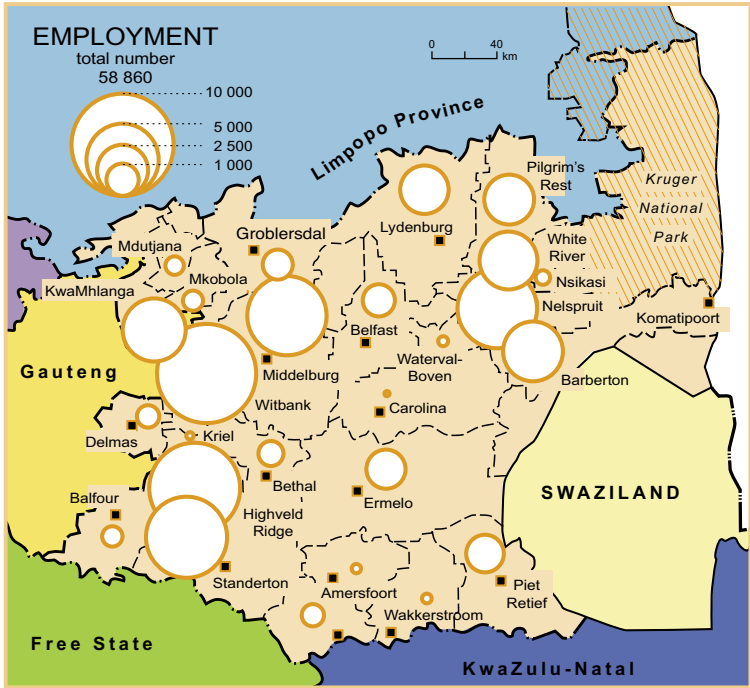 EMPLOYMENT
total number
58 860
10 000
5 000
2 500
1 000
0 40
km
Limpopo Province
Pilgrim's
Rest
Kruger
National
Park
Lydenburg
Groblersdal
Mdutjana
White
River
Mkobola
KwaMhlanga
Nsikasi
Nelspruit
Komatipoort
Belfast
Waterval-
Boven
Gauteng
Middelburg
Barberton
Witbank
Carolina
Delmas
Kriel
Bethal
Ermelo
SWAZILAND
Balfour
Highveld
Ridge
Standerton
Amersfoort
Piet
Retief
Wakkerstroom
Free State
KwaZulu-Natal